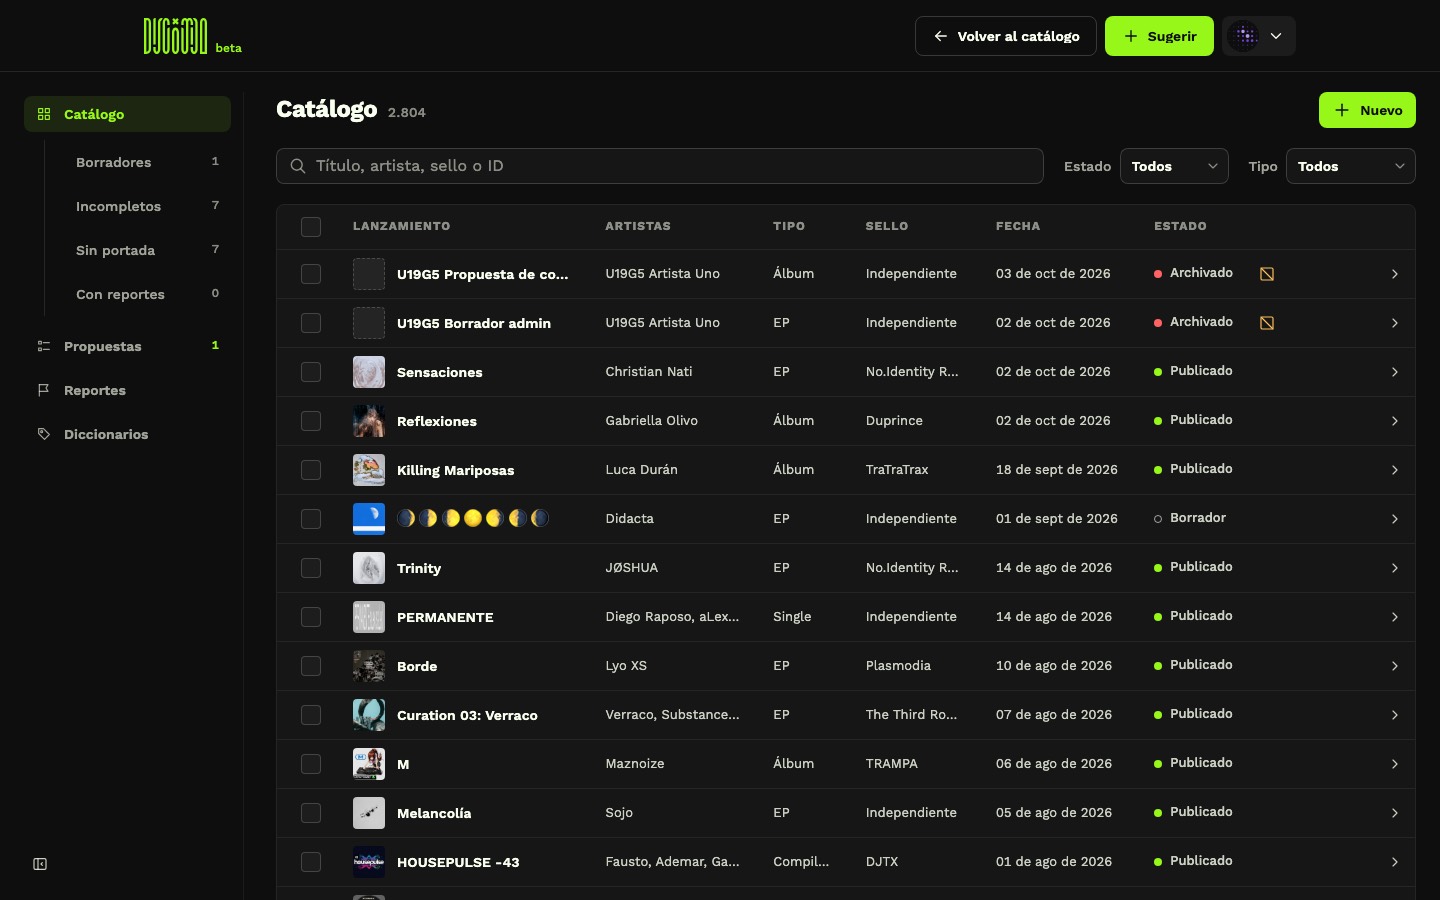 beta
Volver al catálogo
Sugerir
Catálogo
Borradores 1
Incompletos 7
Sin portada 7
Con reportes 0
Propuestas 1
Reportes
Diccionarios
Catálogo 2.804
Nuevo
Título, artista, sello o ID
Estado Todos
Tipo Todos
LANZAMIENTO ARTISTAS TIPO SELLO FECHA ESTADO
U19G5 Propuesta de co... U19G5 Artista Uno Álbum Independiente 03 de oct de 2026 Archivado
U19G5 Borrador admin U19G5 Artista Uno EP Independiente 02 de oct de 2026 Archivado
Sensaciones Christian Nati EP No.Identity R... 02 de oct de 2026 Publicado
Reflexiones Gabriella Olivo Álbum Duprince 02 de oct de 2026 Publicado
Killing Mariposas Luca Durán Álbum TraTraTrax 18 de sept de 2026 Publicado
Didacta EP Independiente 01 de sept de 2026 Borrador
Trinity JØSHUA EP No.Identity R... 14 de ago de 2026 Publicado
PERMANENTE Diego Raposo, aLex... Single Independiente 14 de ago de 2026 Publicado
Borde Lyo XS EP Plasmodia 10 de ago de 2026 Publicado
Curation 03: Verraco Verraco, Substance... EP The Third Ro... 07 de ago de 2026 Publicado
M Maznoize Álbum TRAMPA 06 de ago de 2026 Publicado
Melancolía Sojo EP Independiente 05 de ago de 2026 Publicado
HOUSEPULSE -43 Fausto, Ademar, Ga... Compil... DJTX 01 de ago de 2026 Publicado